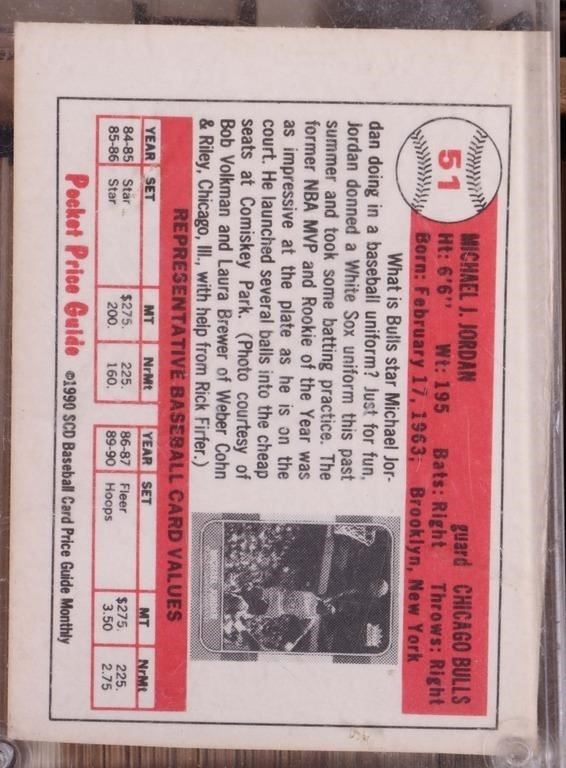 51
MICHAEL J. JORDAN guard CHICAGO BULLS
Ht: 6'6" Wt: 195 Bats: Right Throws: Right
Born: February 17, 1963; Brooklyn, New York
What is Bulls star Michael Jor-
dan doing in a baseball uniform? Just for fun,
Jordan donned a White Sox uniform this past
summer and took some batting practice. The
former NBA MVP and Rookie of the Year was
as impressive at the plate as he is on the
court. He launched several balls into the cheap
seats at Comiskey Park. (Photo courtesy of
Bob Volkman and Laura Brewer of Weber Cohn
& Riley, Chicago, Ill., with help from Rick Firfer.)
REPRESENTATIVE BASEBALL CARD VALUES
YEAR SET MT NrMt YEAR SET MT NrMt
84-85 Star $275. 225. 86-87 Fleer $275. 225.
85-86 Star 200. 160. 89-90 Hoops 3.50 2.75
Pocket Price Guide ©1990 SCD Baseball Card Price Guide Monthly